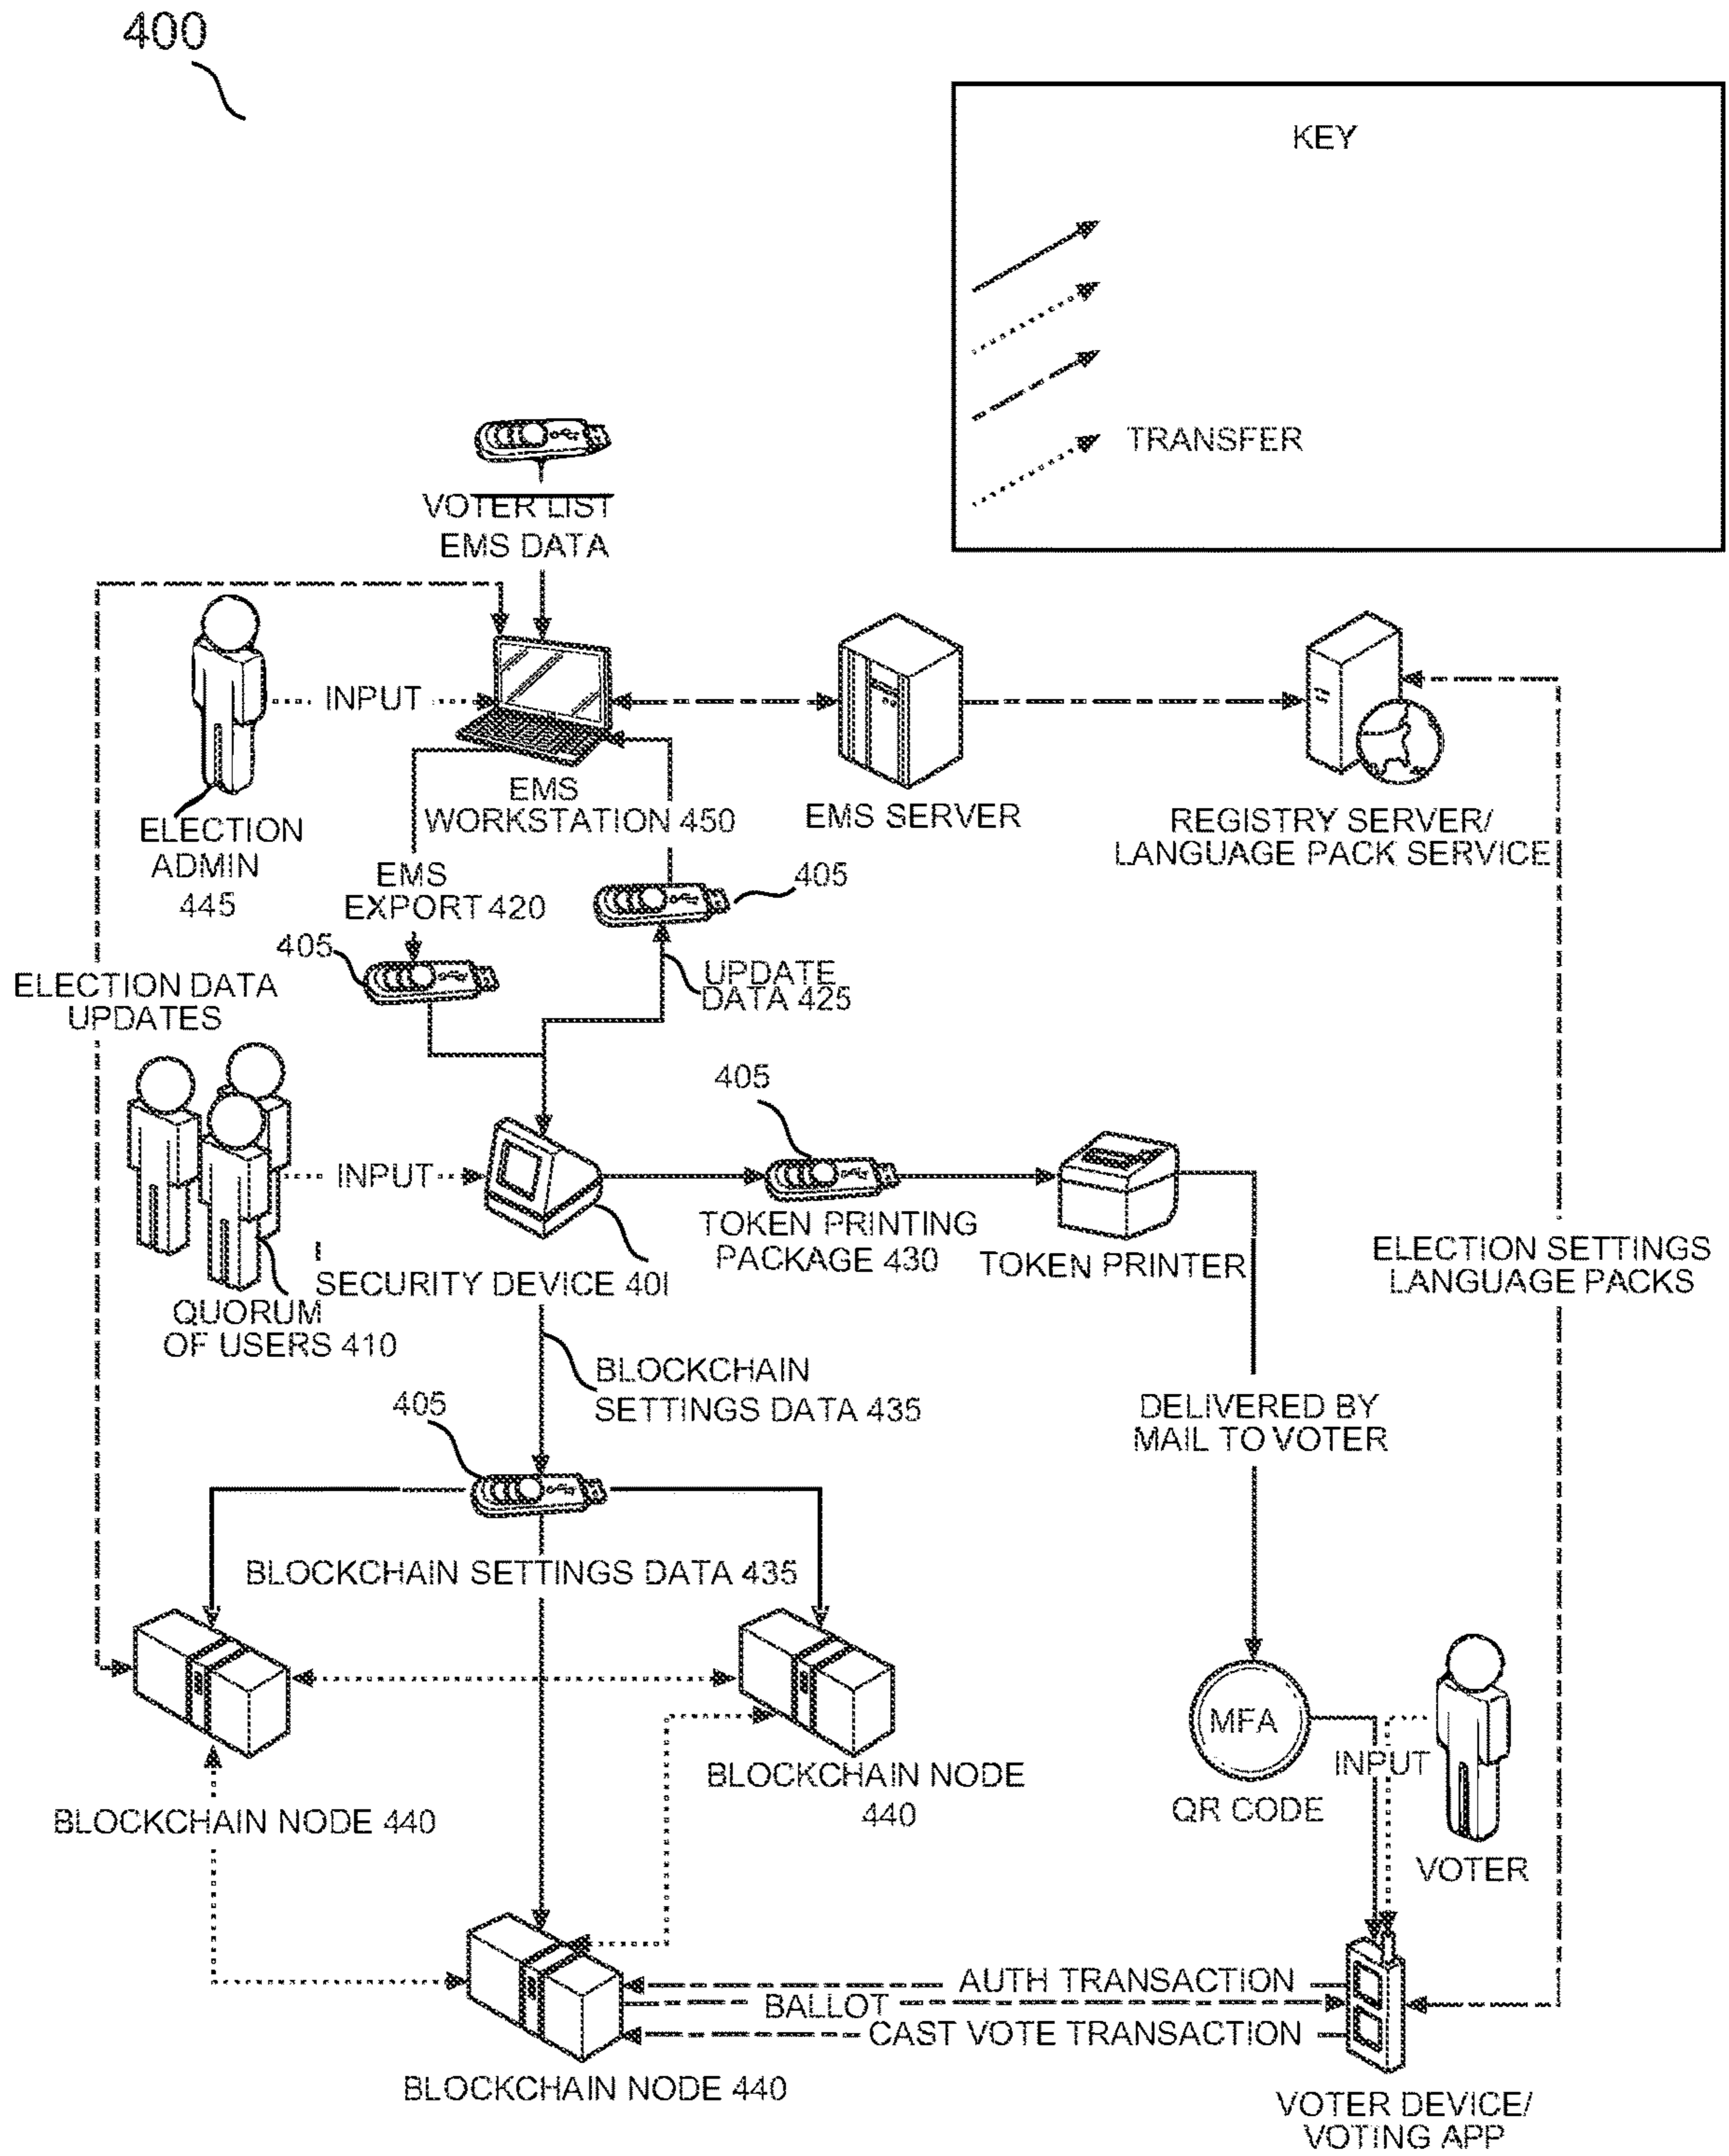 400
KEY
TRANSFER
VOTER LIST
EMS DATA
INPUT
EMS
WORKSTATION 450
EMS SERVER
REGISTRY SERVER/
LANGUAGE PACK SERVICE
ELECTION
ADMIN
445
EMS
EXPORT 420
405
405
UPDATE
DATA 425
ELECTION DATA
UPDATES
405
INPUT
TOKEN PRINTING
PACKAGE 430
TOKEN PRINTER
ELECTION SETTINGS
LANGUAGE PACKS
SECURITY DEVICE 401
QUORUM
OF USERS 410
BLOCKCHAIN
SETTINGS DATA 435
405
DELIVERED BY
MAIL TO VOTER
BLOCKCHAIN SETTINGS DATA 435
MFA
INPUT
QR CODE
VOTER
BLOCKCHAIN NODE
440
BLOCKCHAIN NODE 440
AUTH TRANSACTION
BALLOT
CAST VOTE TRANSACTION
BLOCKCHAIN NODE 440
VOTER DEVICE/
VOTING APP